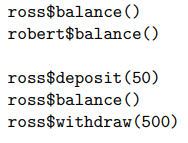 ross$balance()
robert$balance()
ross$deposit(50)
ross$balance()
ross$withdraw(500)